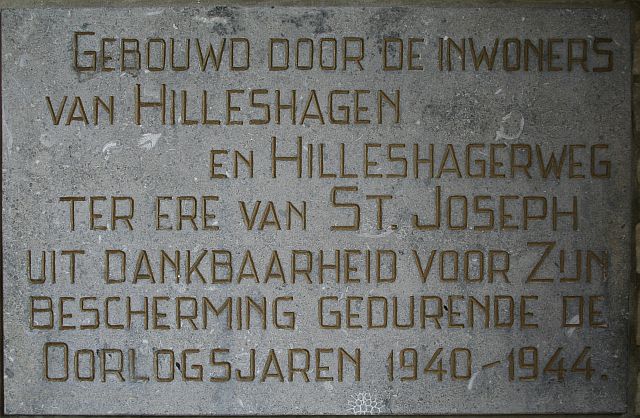 Gebouwd door de inwoners
van Hilleshagen
en Hilleshagerweg
ter ere van St. Joseph
uit dankbaarheid voor Zijn
bescherming gedurende de
Oorlogsjaren 1940-1944.